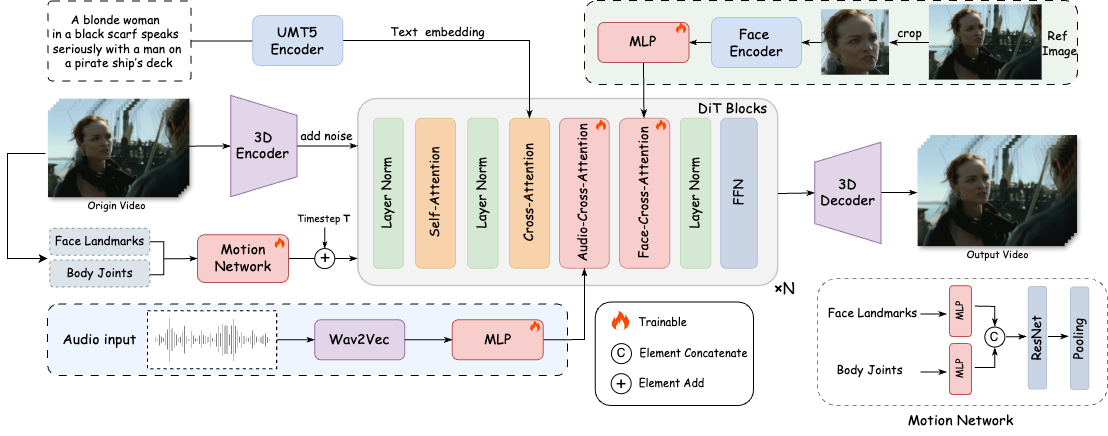 A blonde woman
in a black scarf speaks
seriously with a man on
a pirate ship's deck
UMT5
Encoder
Text embedding
MLP
Face
Encoder
crop
Ref
Image
Origin Video
3D
Encoder
add noise
DiT Blocks
Layer Norm
Self-Attention
Layer Norm
Cross-Attention
Audio-Cross-Attention
Face-Cross-Attention
Layer Norm
FFN
×N
3D
Decoder
Output Video
Face Landmarks
Body Joints
Motion
Network
Timestep T
+
Audio input
Wav2Vec
MLP
Trainable
C
Element Concatenate
+
Element Add
Face Landmarks
MLP
Body Joints
MLP
C
ResNet
Pooling
Motion Network